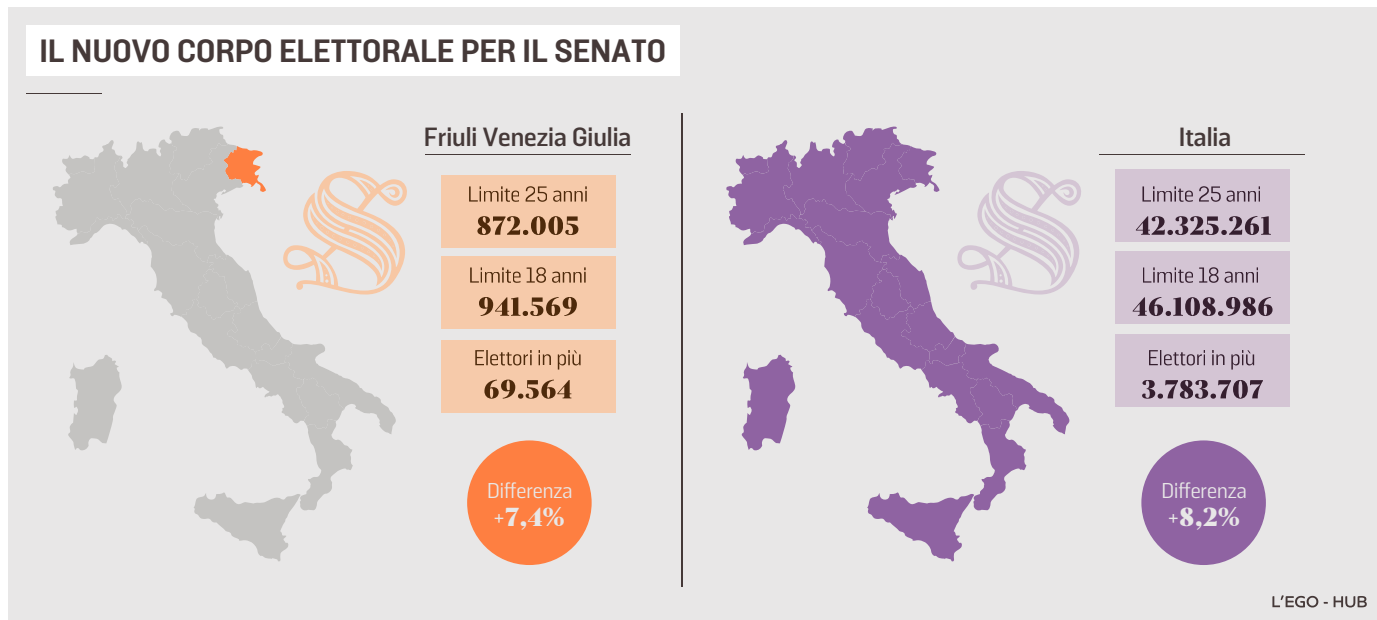 IL NUOVO CORPO ELETTORALE PER IL SENATO
Friuli Venezia Giulia
Limite 25 anni
872.005
Limite 18 anni
941.569
Elettori in più
69.564
Differenza
+7,4%
Italia
Limite 25 anni
42.325.261
Limite 18 anni
46.108.986
Elettori in più
3.783.707
Differenza
+8,2%
L'EGO - HUB